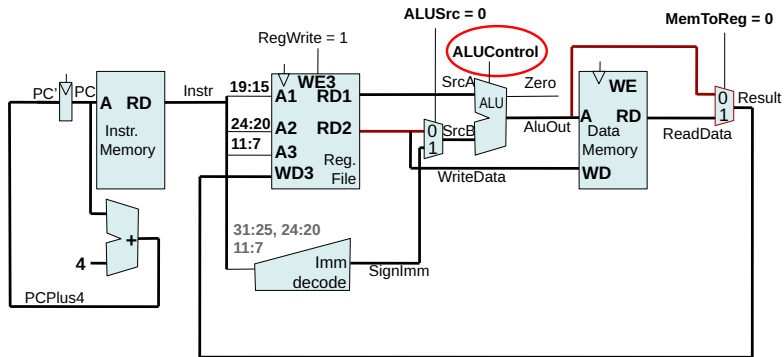 ALUSrc = 0
MemToReg = 0
RegWrite = 1
ALUControl
PC'
PC
A RD
Instr.
Memory
Instr
19:15
24:20
11:7
WE3
A1 RD1
A2 RD2
A3
WD3
Reg.
File
SrcA
0
1
SrcB
ALU
Zero
AluOut
WE
A RD
Data
Memory
WD
ReadData
0
1
Result
WriteData
+
4
PCPlus4
31:25, 24:20
11:7
Imm
decode
SignImm